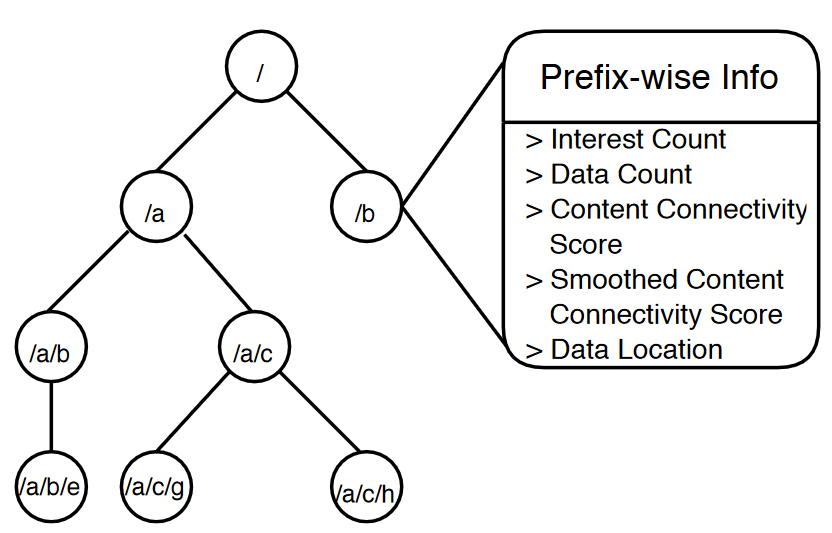 /
Prefix-wise Info
> Interest Count
> Data Count
> Content Connectivity
Score
> Smoothed Content
Connectivity Score
> Data Location
/a
/b
/a/b
/a/c
/a/b/e
/a/c/g
/a/c/h